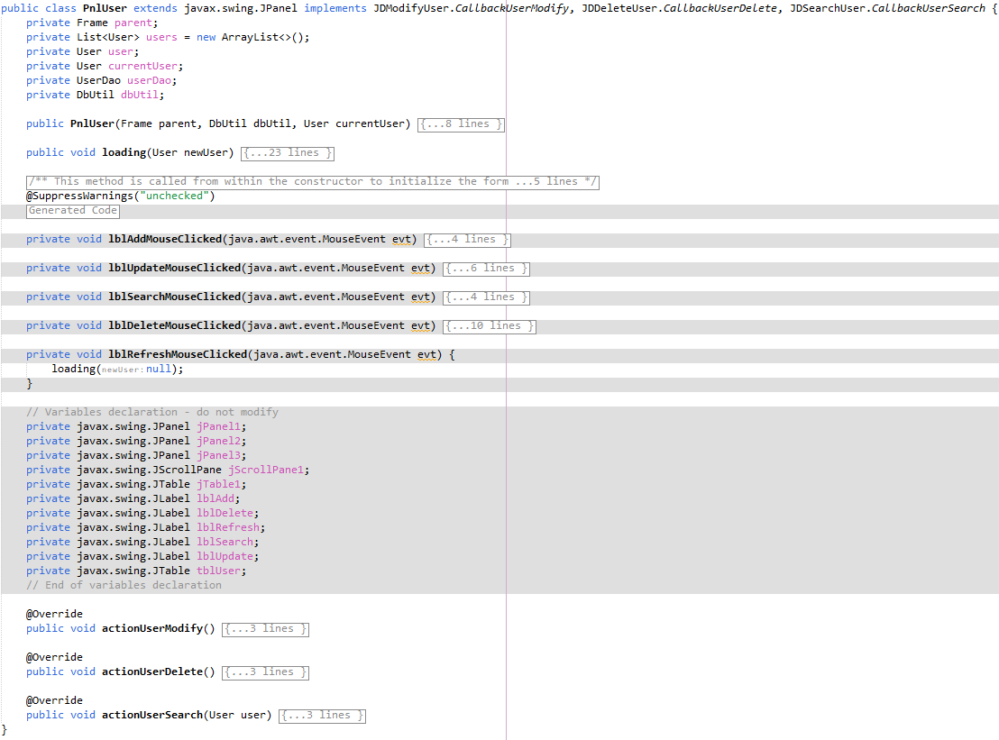 public class PnlUser extends javax.swing.JPanel implements JDModifyUser.CallbackUserModify, JDDeleteUser.CallbackUserDelete, JDSearchUser.CallbackUserSearch {
private Frame parent;
private List<User> users = new ArrayList<>();
private User user;
private User currentUser;
private UserDao userDao;
private DbUtil dbUtil;
public PnlUser(Frame parent, DbUtil dbUtil, User currentUser) {...8 lines }
public void loading(User newUser) {...23 lines }
/** This method is called from within the constructor to initialize the form ...5 lines */
@SuppressWarnings("unchecked")
Generated Code
private void lblAddMouseClicked(java.awt.event.MouseEvent evt) {...4 lines }
private void lblUpdateMouseClicked(java.awt.event.MouseEvent evt) {...6 lines }
private void lblSearchMouseClicked(java.awt.event.MouseEvent evt) {...4 lines }
private void lblDeleteMouseClicked(java.awt.event.MouseEvent evt) {...10 lines }
private void lblRefreshMouseClicked(java.awt.event.MouseEvent evt) {
loading(newUser:null);
}
// Variables declaration - do not modify
private javax.swing.JPanel jPanel1;
private javax.swing.JPanel jPanel2;
private javax.swing.JPanel jPanel3;
private javax.swing.JScrollPane jScrollPane1;
private javax.swing.JTable jTable1;
private javax.swing.JLabel lblAdd;
private javax.swing.JLabel lblDelete;
private javax.swing.JLabel lblRefresh;
private javax.swing.JLabel lblSearch;
private javax.swing.JLabel lblUpdate;
private javax.swing.JTable tblUser;
// End of variables declaration
@Override
public void actionUserModify() {...3 lines }
@Override
public void actionUserDelete() {...3 lines }
@Override
public void actionUserSearch(User user) {...3 lines }
}